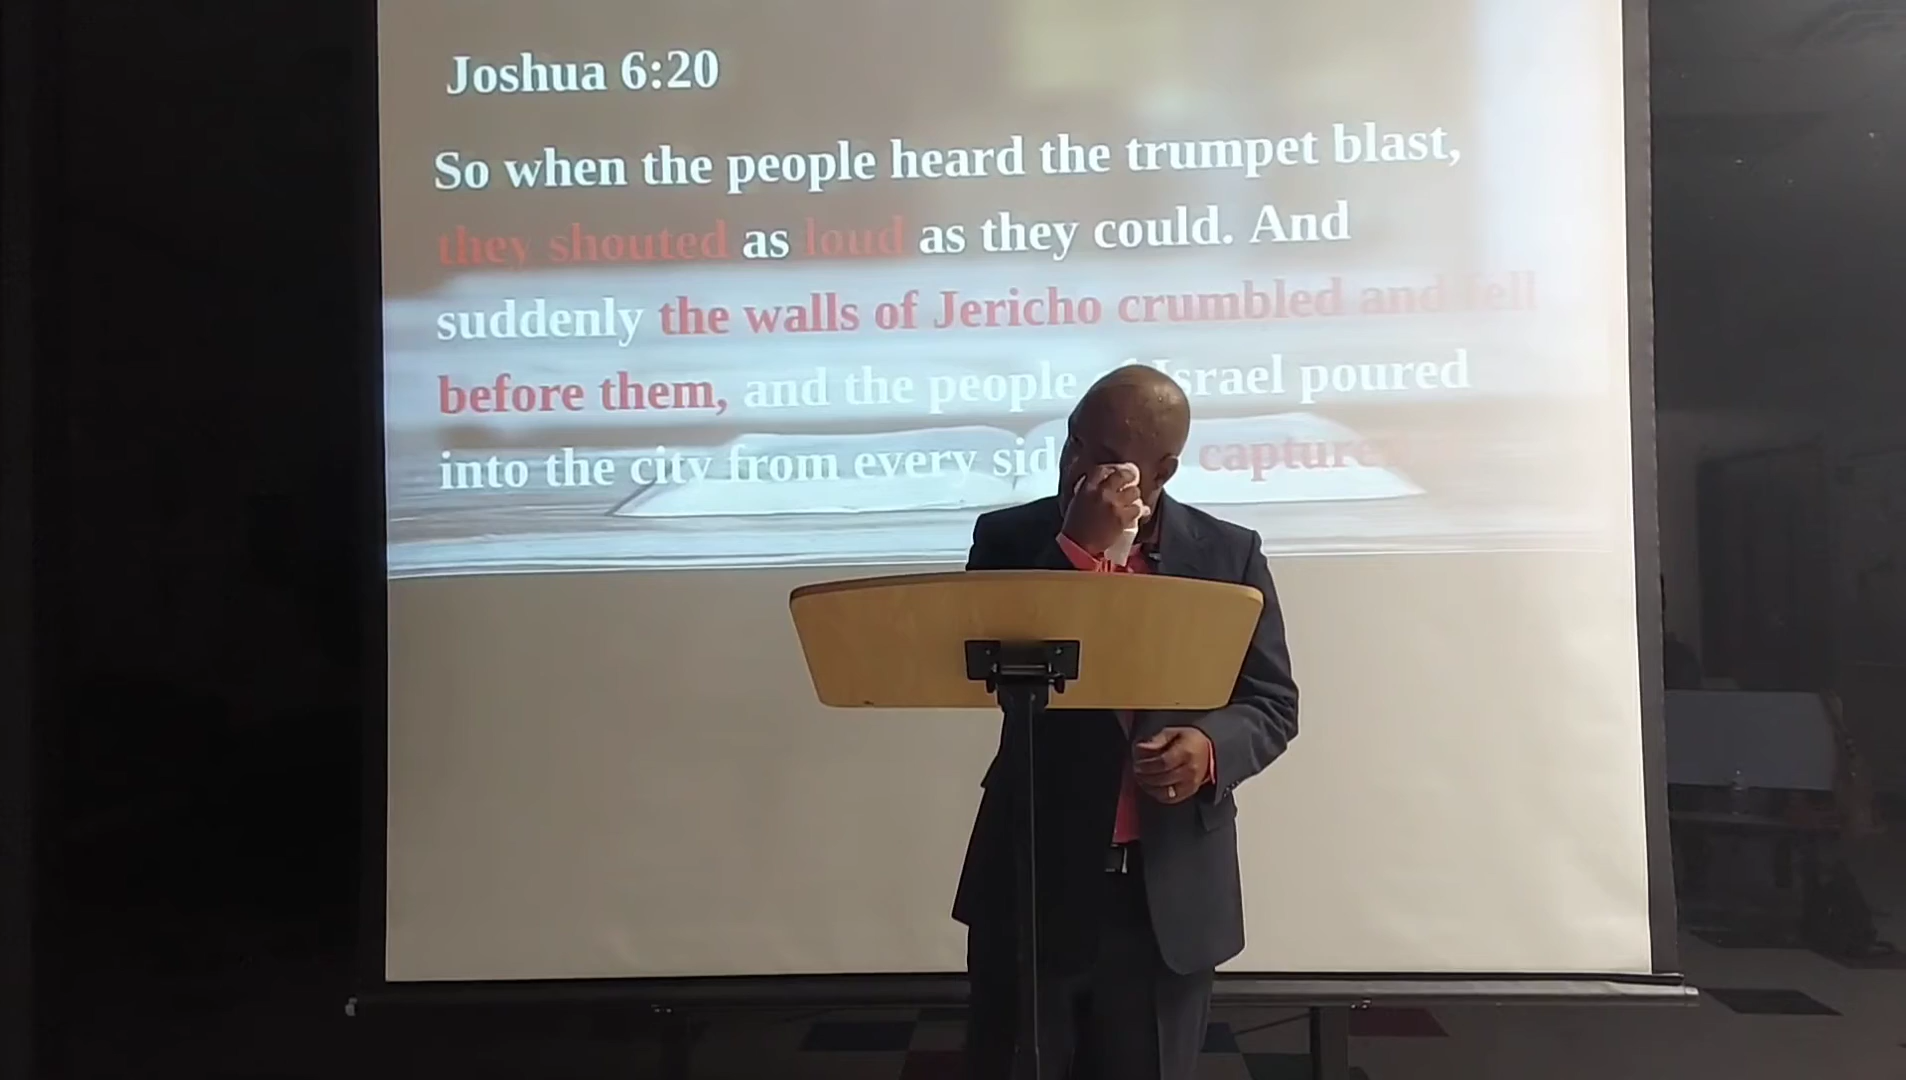 Joshua 6:20
So when the people heard the trumpet blast,
they shouted as loud as they could. And
suddenly the walls of Jericho crumbled and fell
before them, and the people Israel poured
into the city from every captured